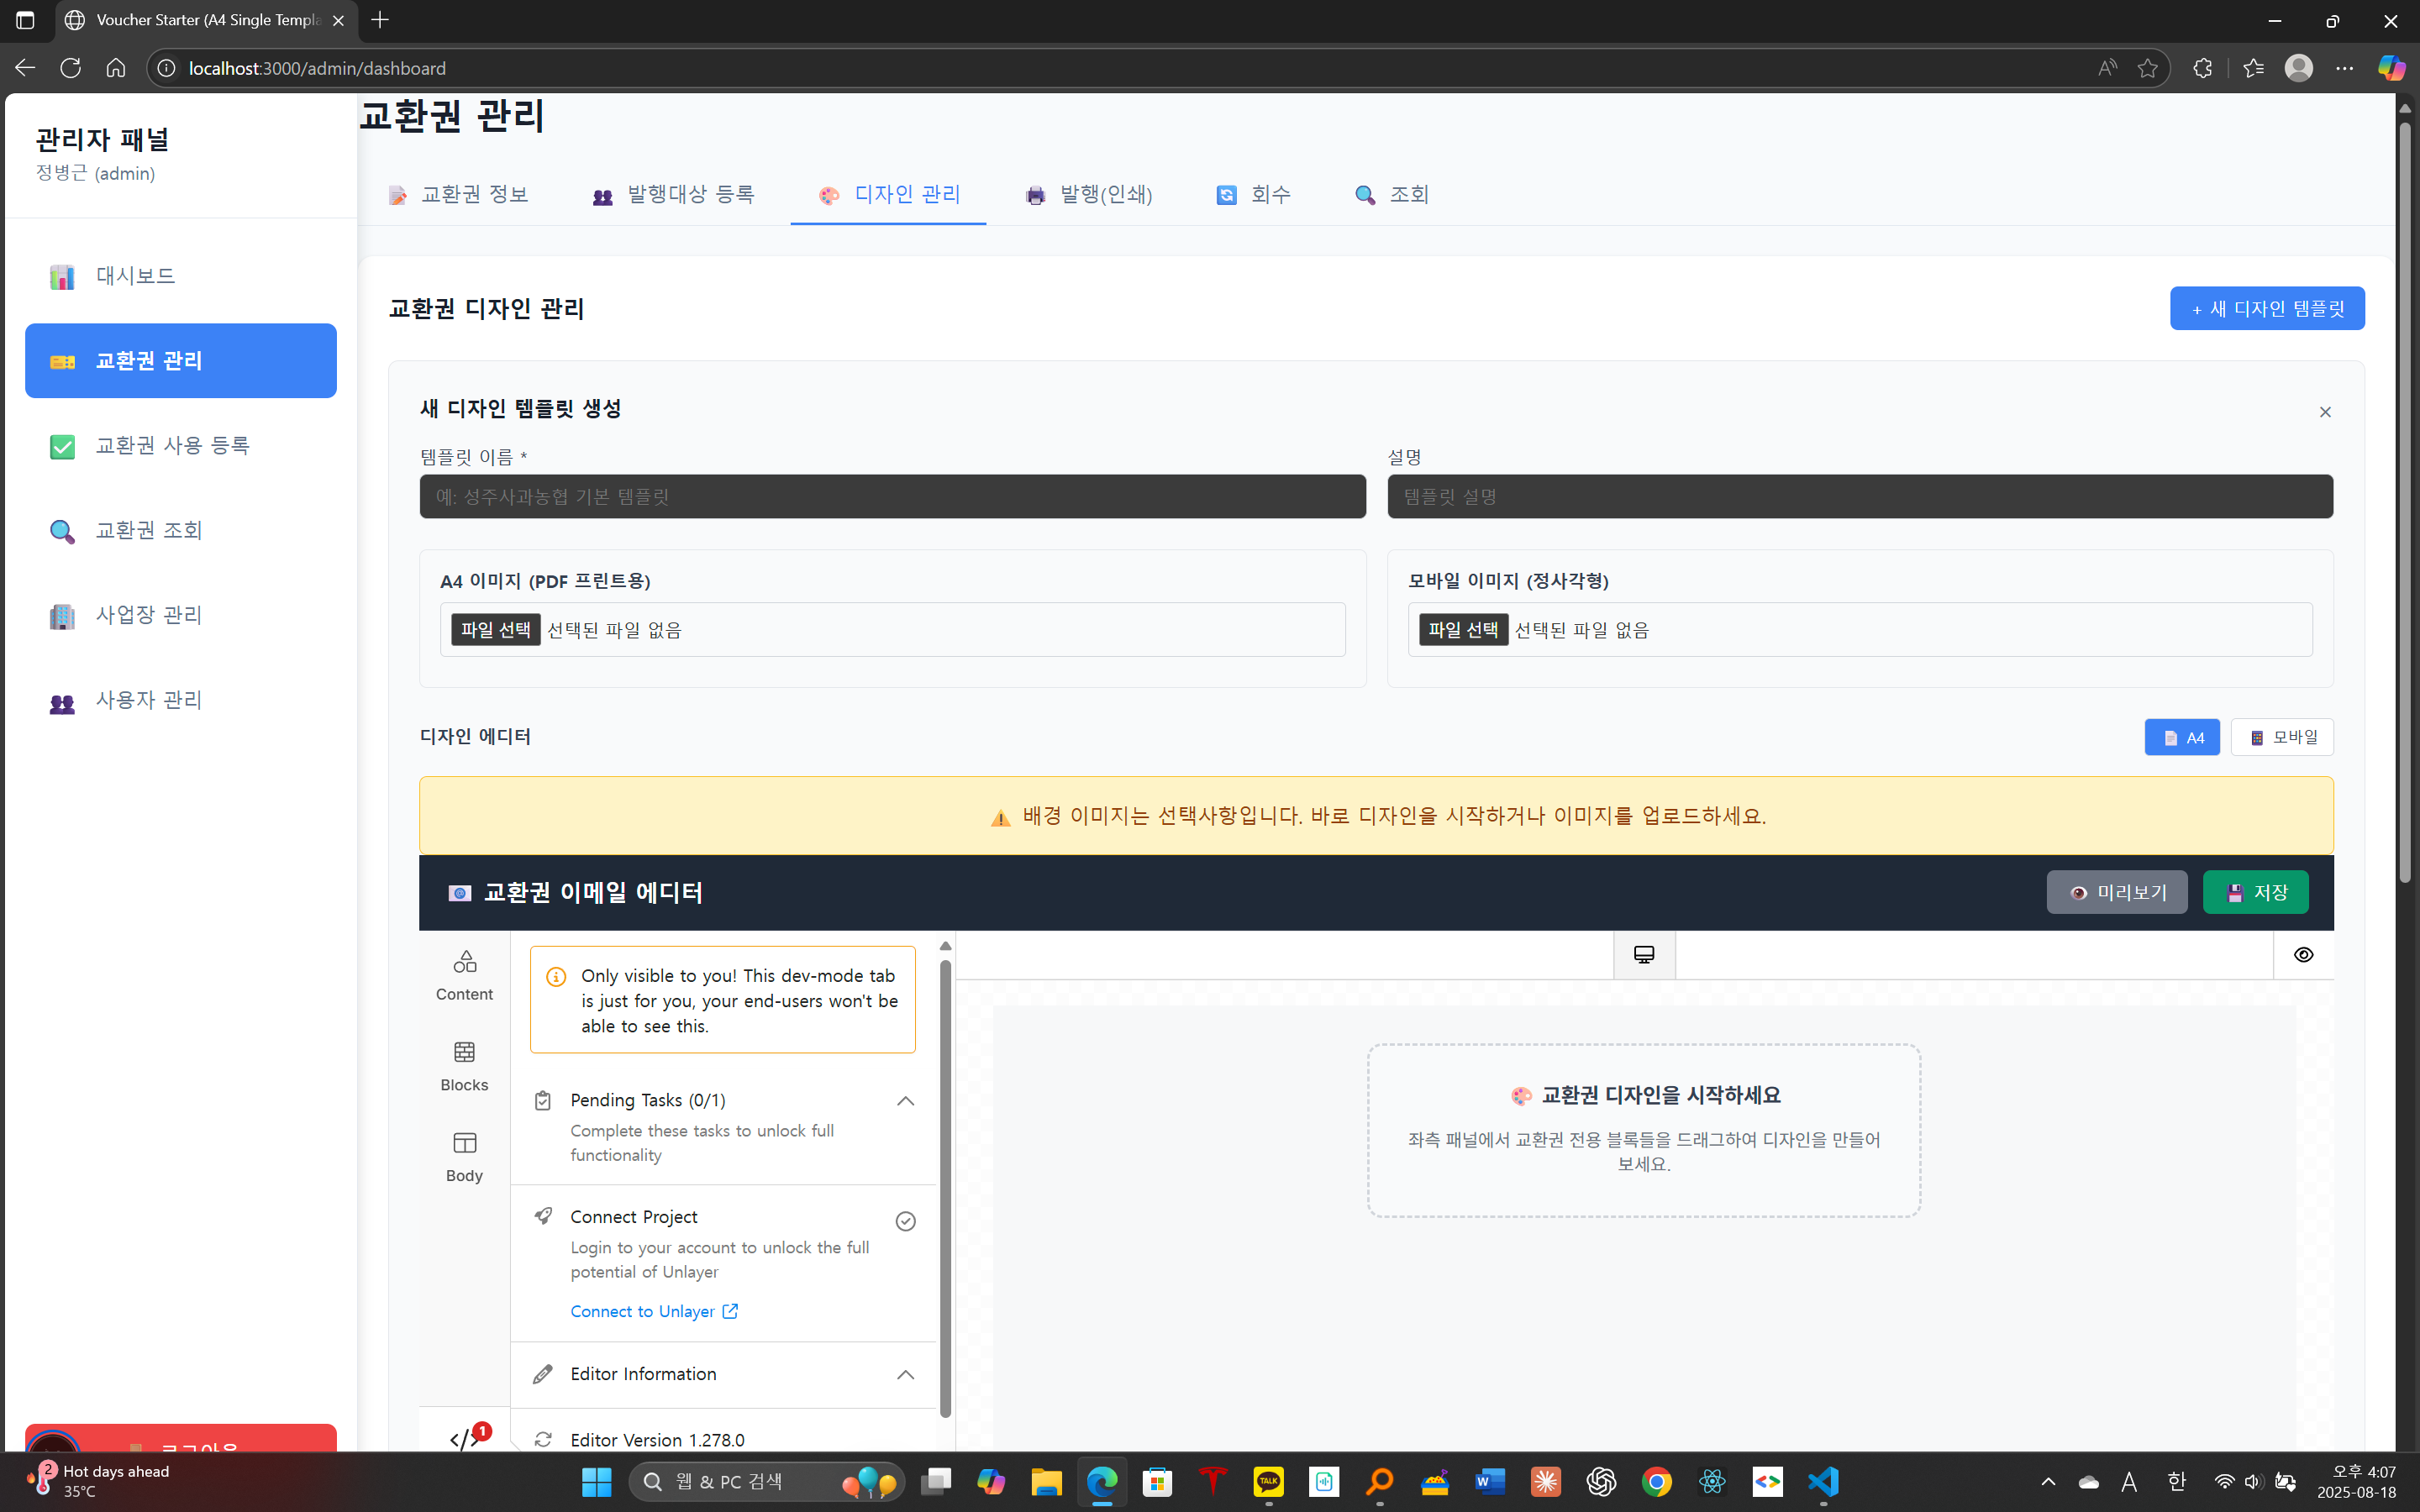 Voucher Starter (A4 Single Templa
localhost:3000/admin/dashboard
관리자 패널
정병근 (admin)
대시보드
교환권 관리
교환권 사용 등록
교환권 조회
사업장 관리
사용자 관리
로그아웃
교환권 관리
교환권 정보
발행대상 등록
디자인 관리
발행(인쇄)
회수
조회
교환권 디자인 관리
+ 새 디자인 템플릿
새 디자인 템플릿 생성
×
템플릿 이름 *
설명
예: 성주사과농협 기본 템플릿
템플릿 설명
A4 이미지 (PDF 프린트용)
모바일 이미지 (정사각형)
파일 선택 선택된 파일 없음
파일 선택 선택된 파일 없음
디자인 에디터
A4
모바일
배경 이미지는 선택사항입니다. 바로 디자인을 시작하거나 이미지를 업로드하세요.
교환권 이메일 에디터
미리보기
저장
Content
Blocks
Body
1
Only visible to you! This dev-mode tab
is just for you, your end-users won't be
able to see this.
Pending Tasks (0/1)
Complete these tasks to unlock full
functionality
Connect Project
Login to your account to unlock the full
potential of Unlayer
Connect to Unlayer
Editor Information
Editor Version 1.278.0
교환권 디자인을 시작하세요
좌측 패널에서 교환권 전용 블록들을 드래그하여 디자인을 만들어
보세요.
2
Hot days ahead
35°C
웹 & PC 검색
TALK
A
한
오후 4:07
2025-08-18